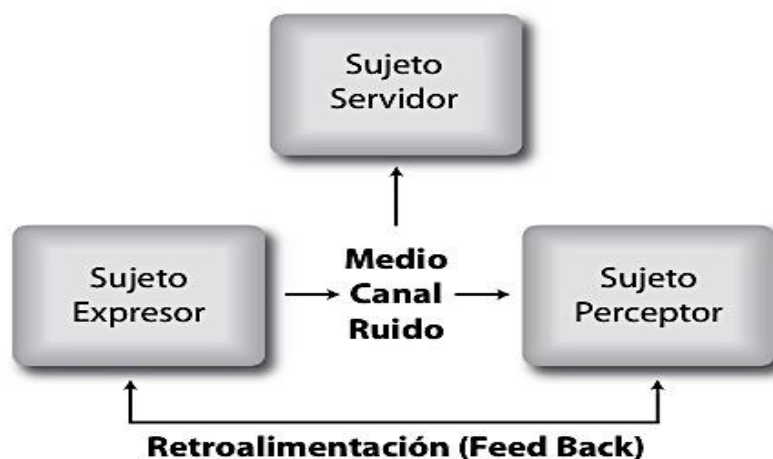 Sujeto
Servidor
Sujeto
Expresor
Medio
Canal
Ruido
Sujeto
Perceptor
Retroalimentación (Feed Back)